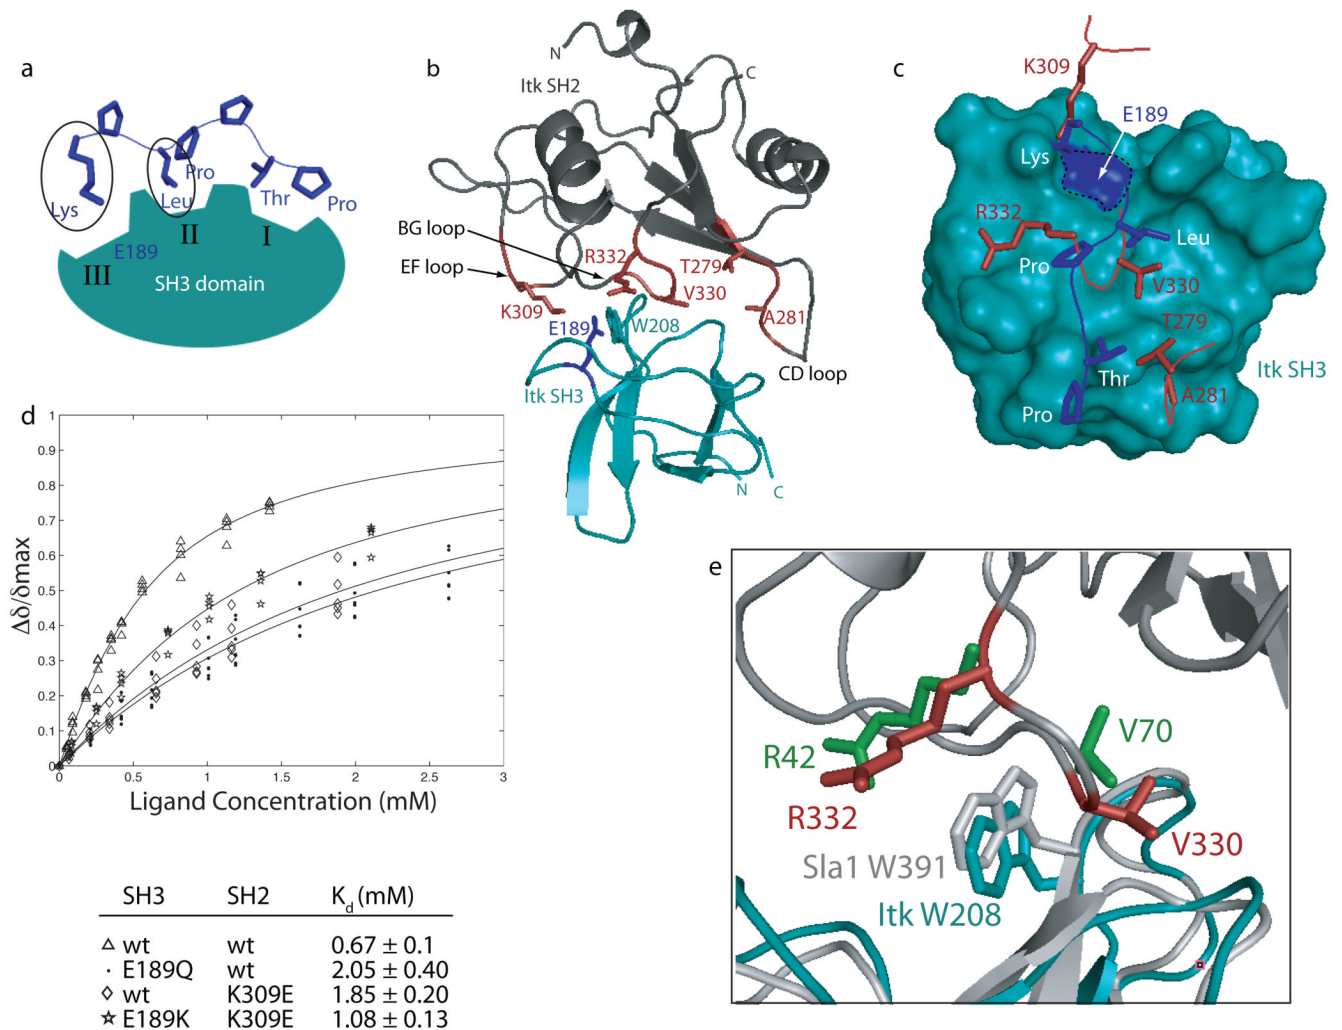 a
Lys
Pro
Leu
Thr
Pro
E189
II
I
III
SH3 domain
b
N
Itk SH2
C
BG loop
EF loop
R332
T279
V330
K309
E189
W208
A281
CD loop
Itk SH3
N
C
c
K309
E189
Lys
R332
Leu
Pro
V330
T279
Thr
Itk SH3
A281
Pro
d
1
0.9
0.8
0.7
0.6
0.5
0.4
0.3
0.2
0.1
0
Δδ/δmax
0 0.5 1 1.5 2 2.5 3
Ligand Concentration (mM)
SH3 SH2 Kd (mM)
△ wt wt 0.67 ± 0.1
· E189Q wt 2.05 ± 0.40
◇ wt K309E 1.85 ± 0.20
☆ E189K K309E 1.08 ± 0.13
e
V70
R42
R332
Sla1 W391
V330
Itk W208